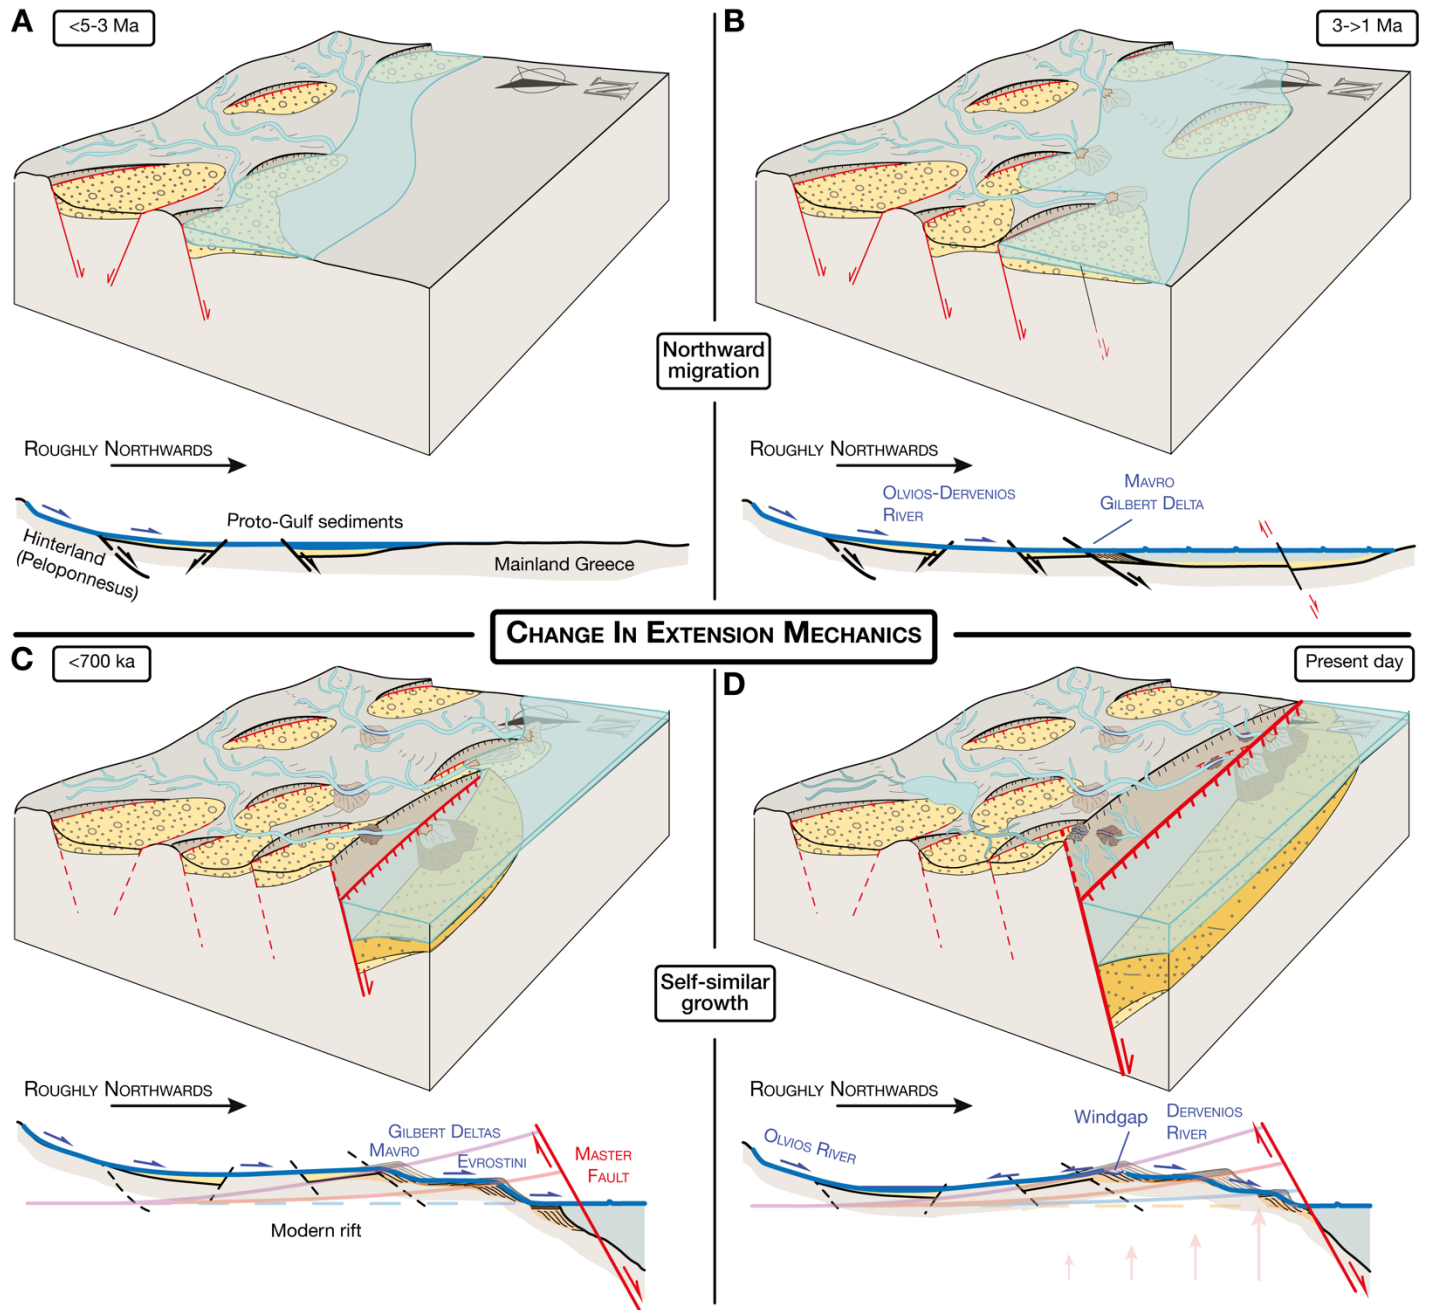 A
<5-3 Ma
B
3->1 Ma
N
N
Northward
migration
ROUGHLY NORTHWARDS
Proto-Gulf sediments
Hinterland
(Peloponnesus)
Mainland Greece
ROUGHLY NORTHWARDS
OLVIOS-DERVENIOS
RIVER
MAVRO
GILBERT DELTA
CHANGE IN EXTENSION MECHANICS
C
<700 ka
D
Present day
N
N
Self-similar
growth
ROUGHLY NORTHWARDS
GILBERT DELTAS
MAVRO
EVROSTINI
MASTER
FAULT
Modern rift
ROUGHLY NORTHWARDS
OLVIOS RIVER
Windgap
DERVENIOS
RIVER